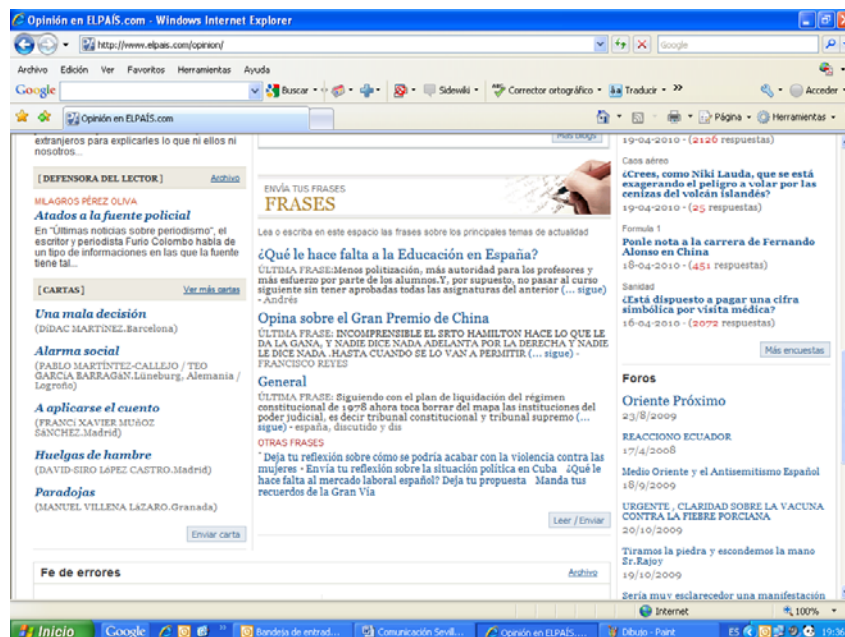 Opinión en ELPAÍS.com - Windows Internet Explorer
http://www.elpais.com/opinion/
Google
Archivo Edición Ver Favoritos Herramientas Ayuda
Google Buscar Sidewiki Corrector ortográfico Traducir Acceder
Opinión en ELPAÍS.com Página Herramientas
extranjeros para explicarles lo que ni ellos ni
nosotros...
[DEFENSORA DEL LECTOR] Archivo
MILAGROS PÉREZ OLIVA
Atados a la fuente policial
En "Últimas noticias sobre periodismo", el
escritor y periodista Furio Colombo habla de
un tipo de informaciones en las que la fuente
tiene tal...
[CARTAS] Ver más cartas
Una mala decisión
(DÍDAC MARTÍNEZ.Barcelona)
Alarma social
(PABLO MARTÍNTEZ-CALLEJO / TEO
GARCíA BARRAGáN.Lüneburg, Alemania /
Logroño)
A aplicarse el cuento
(FRANCí XAVIER MUñOZ
SáNCHEZ.Madrid)
Huelgas de hambre
(DAVID-SIRO LóPEZ CASTRO.Madrid)
Paradojas
(MANUEL VILLENA LáZARO.Granada)
Enviar carta
Más blogs
ENVÍA TUS FRASES
FRASES
Lea o escriba en este espacio las frases sobre los principales temas de actualidad
¿Qué le hace falta a la Educación en España?
ÚLTIMA FRASE:Menos politización, más autoridad para los profesores y
más esfuerzo por parte de los alumnos.Y, por supuesto, no pasar al curso
siguiente sin tener aprobadas todas las asignaturas del anterior (... sigue)
- Andrés
Opina sobre el Gran Premio de China
ÚLTIMA FRASE: INCOMPRENSIBLE EL SRTO HAMILTON HACE LO QUE LE
DA LA GANA, Y NADIE DICE NADA ADELANTA POR LA DERECHA Y NADIE
LE DICE NADA .HASTA CUANDO SE LO VAN A PERMITIR (... sigue) -
FRANCISCO REYES
General
ÚLTIMA FRASE: Siguiendo con el plan de liquidación del régimen
constitucional de 1978 ahora toca borrar del mapa las instituciones del
poder judicial, es decir tribunal constitucional y tribunal supremo (...
sigue) - españa, discutido y dis
OTRAS FRASES
Deja tu reflexión sobre cómo se podría acabar con la violencia contra las
mujeres - Envía tu reflexión sobre la situación política en Cuba ¿Qué le
hace falta al mercado laboral español? Deja tu propuesta Manda tus
recuerdos de la Gran Vía
Leer / Enviar
19-04-2010 - (2126 respuestas)
Caos aéreo
¿Crees, como Niki Lauda, que se está
exagerando el peligro a volar por las
cenizas del volcán islandés?
19-04-2010 - (25 respuestas)
Formula 1
Ponle nota a la carrera de Fernando
Alonso en China
18-04-2010 - (451 respuestas)
Sanidad
¿Está dispuesto a pagar una cifra
simbólica por visita médica?
16-04-2010 - (2072 respuestas)
Más encuestas
Foros
Oriente Próximo
23/8/2009
REACCIONO ECUADOR
17/4/2008
Medio Oriente y el Antisemitismo Español
18/9/2009
URGENTE , CLARIDAD SOBRE LA VACUNA
CONTRA LA FIEBRE PORCIANA
20/10/2009
Tiramos la piedra y escondemos la mano
Sr.Rajoy
19/10/2009
Sería muy esclarecedor una manifestación
Fe de errores Archivo
Internet 100%
Inicio Google Bandeja de entrad... Comunicación Sevill... Opinión en ELPAÍS.... Dibujo - Paint ES 19:36